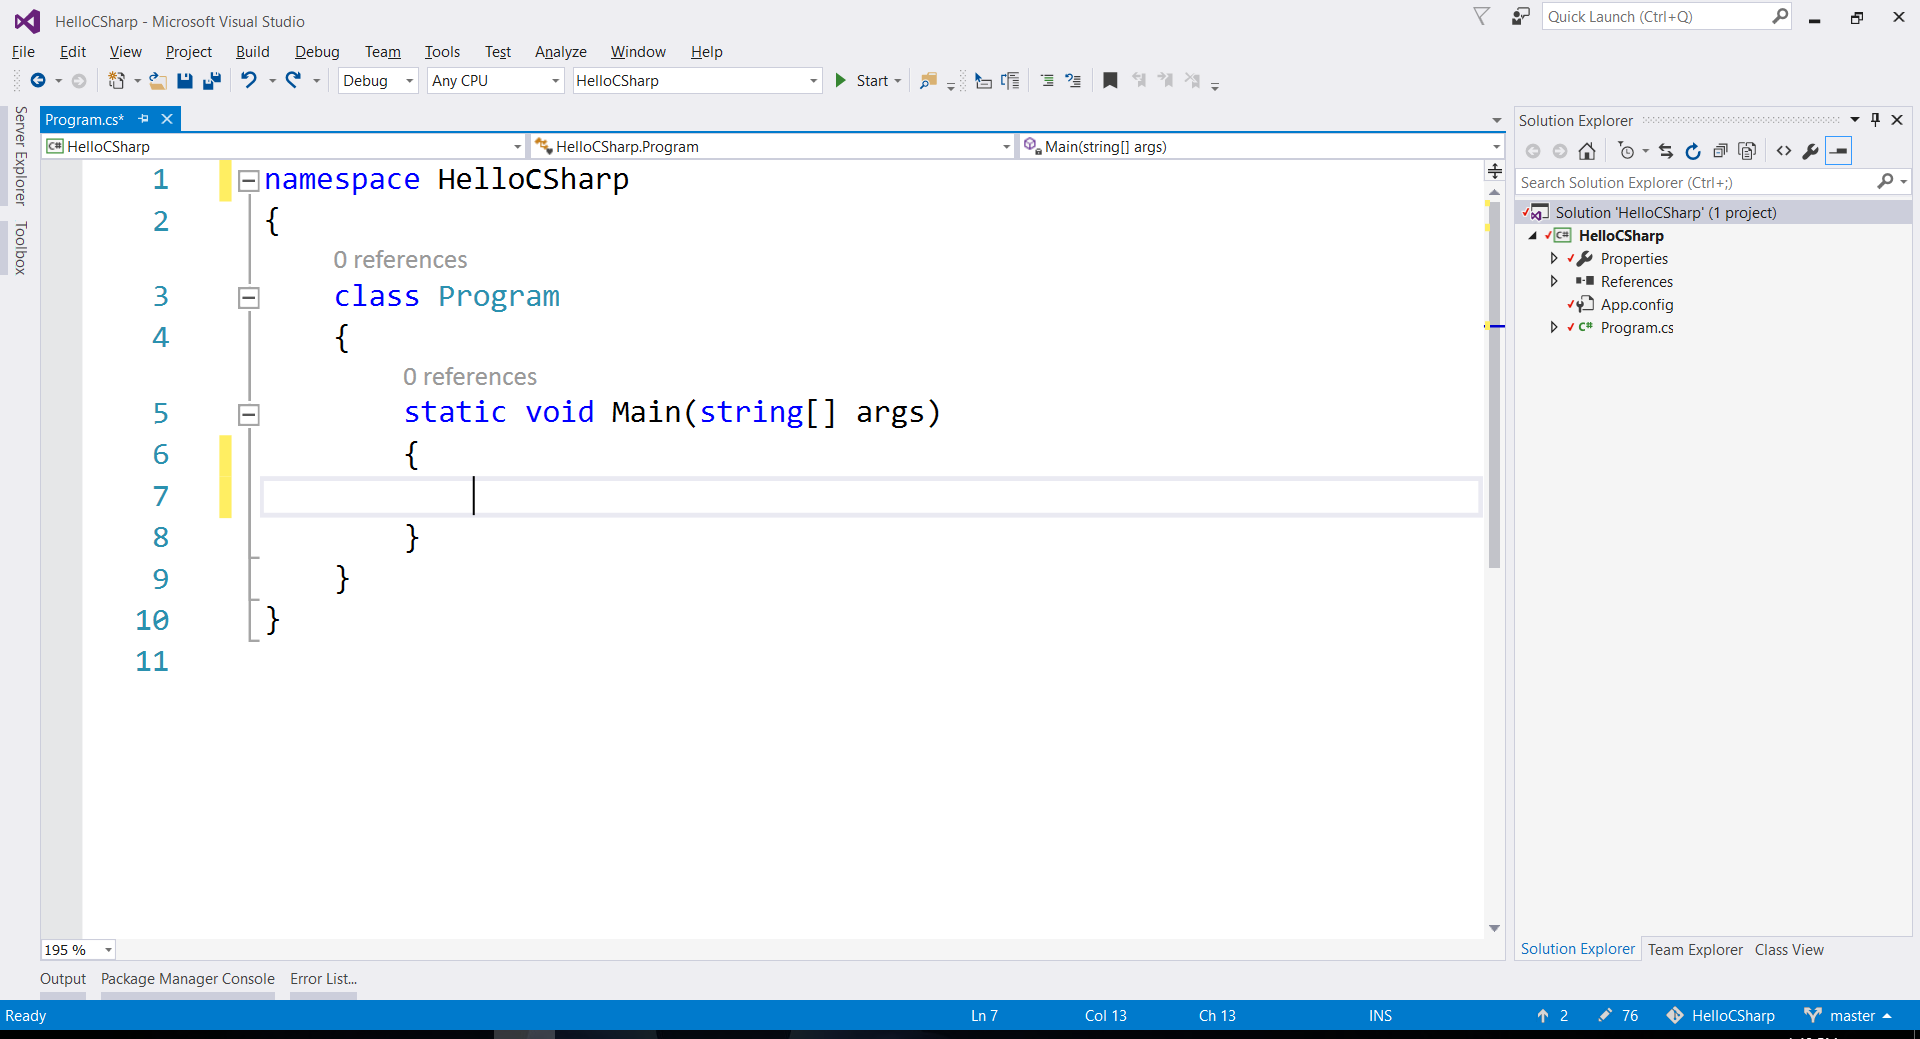 HelloCSharp - Microsoft Visual Studio
Quick Launch (Ctrl+Q)
File Edit View Project Build Debug Team Tools Test Analyze Window Help
Debug Any CPU HelloCSharp Start
Server Explorer
Toolbox
Program.cs*
HelloCSharp HelloCSharp.Program Main(string[] args)
1 namespace HelloCSharp
2 {
0 references
3 class Program
4 {
0 references
5 static void Main(string[] args)
6 {
7
8 }
9 }
10 }
11
195 %
Solution Explorer
Search Solution Explorer (Ctrl+;)
Solution 'HelloCSharp' (1 project)
C# HelloCSharp
Properties
References
App.config
C# Program.cs
Solution Explorer Team Explorer Class View
Output Package Manager Console Error List...
Ready Ln 7 Col 13 Ch 13 INS 2 76 HelloCSharp master